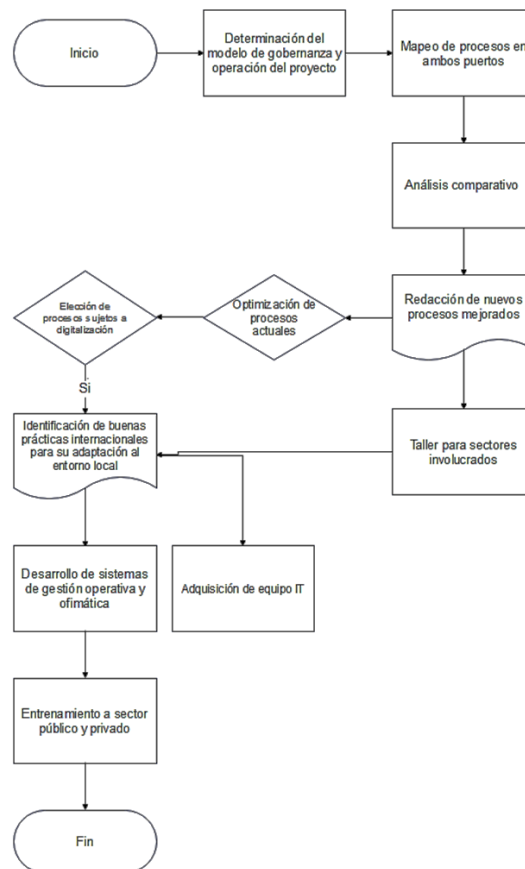 Inicio
Determinación del
modelo de gobernanza y
operación del proyecto
Mapeo de procesos en
ambos puertos
Análisis comparativo
Redacción de nuevos
procesos mejorados
Optimización de
procesos actuales
Elección de
procesos sujetos a
digitalización
Si
Identificación de buenas
prácticas internacionales
para su adaptación al
entorno local
Taller para sectores
involucrados
Desarrollo de sistemas
de gestión operativa y
ofimática
Adquisición de equipo IT
Entrenamiento a sector
público y privado
Fin